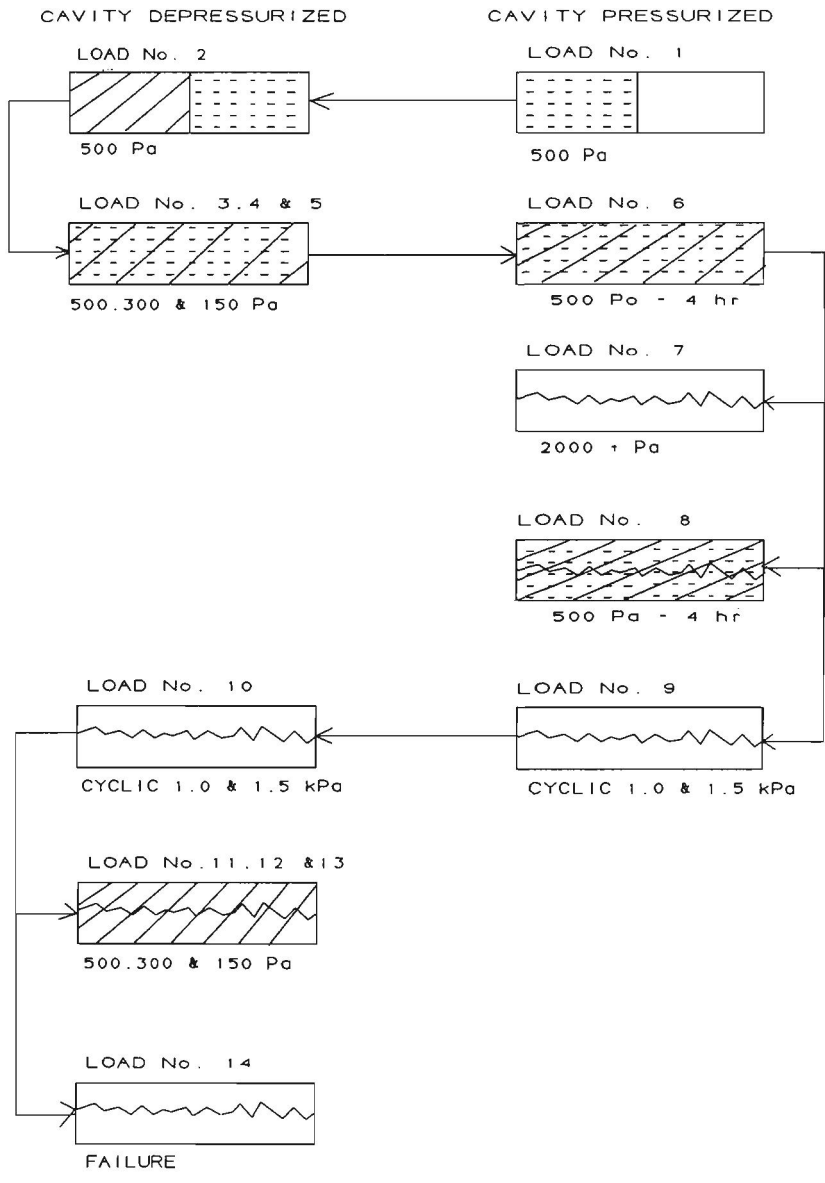 CAVITY DEPRESSURIZED
CAVITY PRESSURIZED
LOAD No. 2
500 Pa
LOAD No. 1
500 Pa
LOAD No. 3.4 & 5
500.300 & 150 Pa
LOAD No. 6
500 Po - 4 hr
LOAD No. 7
2000 + Pa
LOAD No. 8
500 Pa - 4 hr
LOAD No. 10
CYCLIC 1.0 & 1.5 kPa
LOAD No. 9
CYCLIC 1.0 & 1.5 kPa
LOAD No.11.12 &13
500.300 & 150 Pa
LOAD No. 14
FAILURE